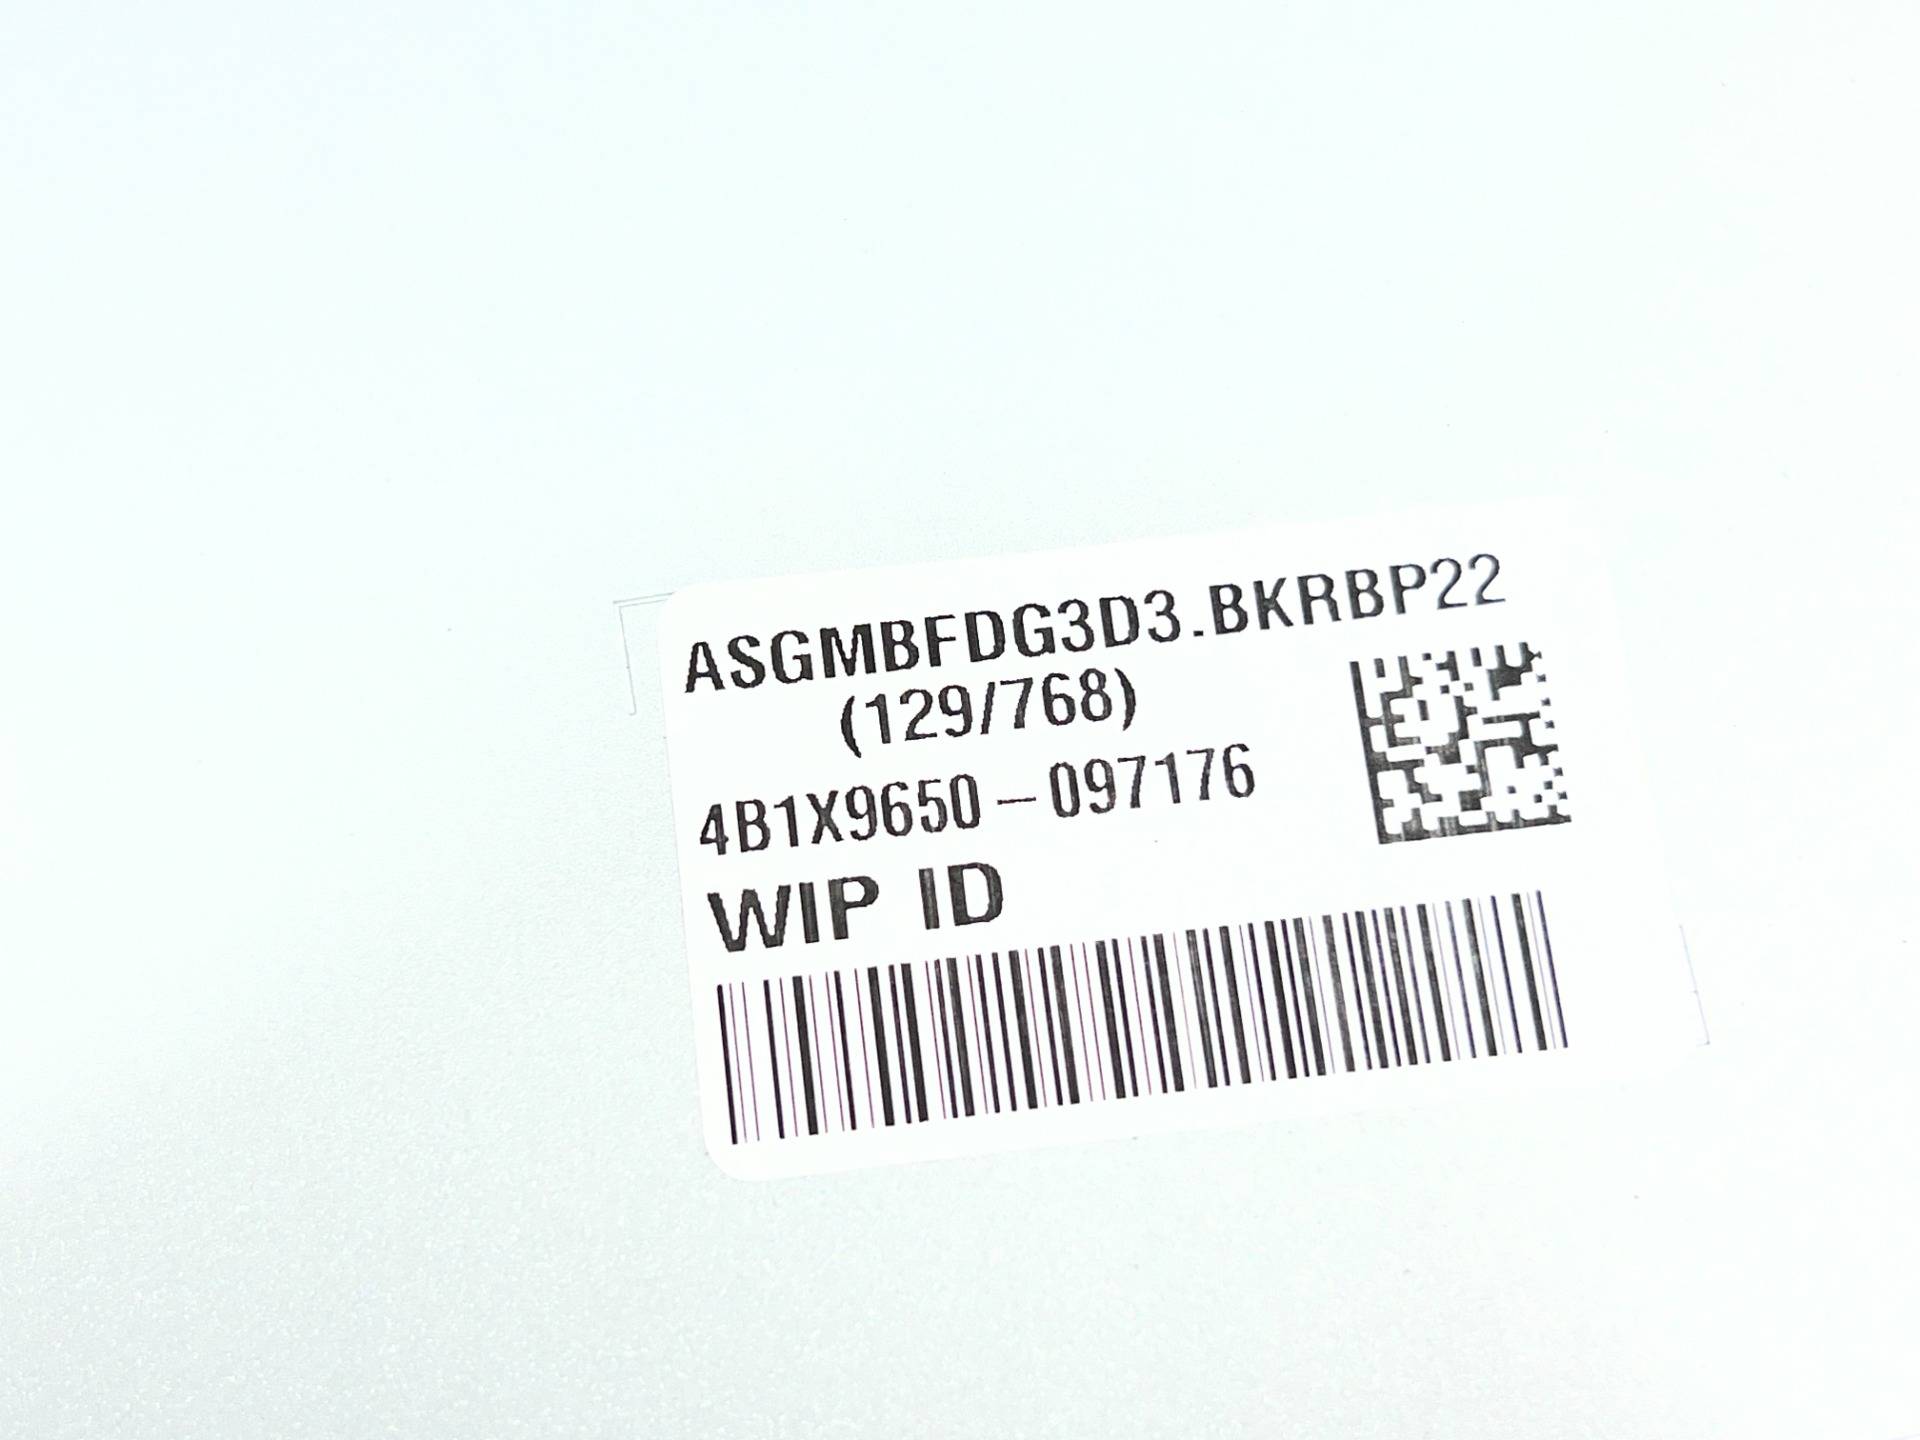 ASGMBFDG3D3.BKRBP22
(129/768)
4B1X9650-097176
WIP ID